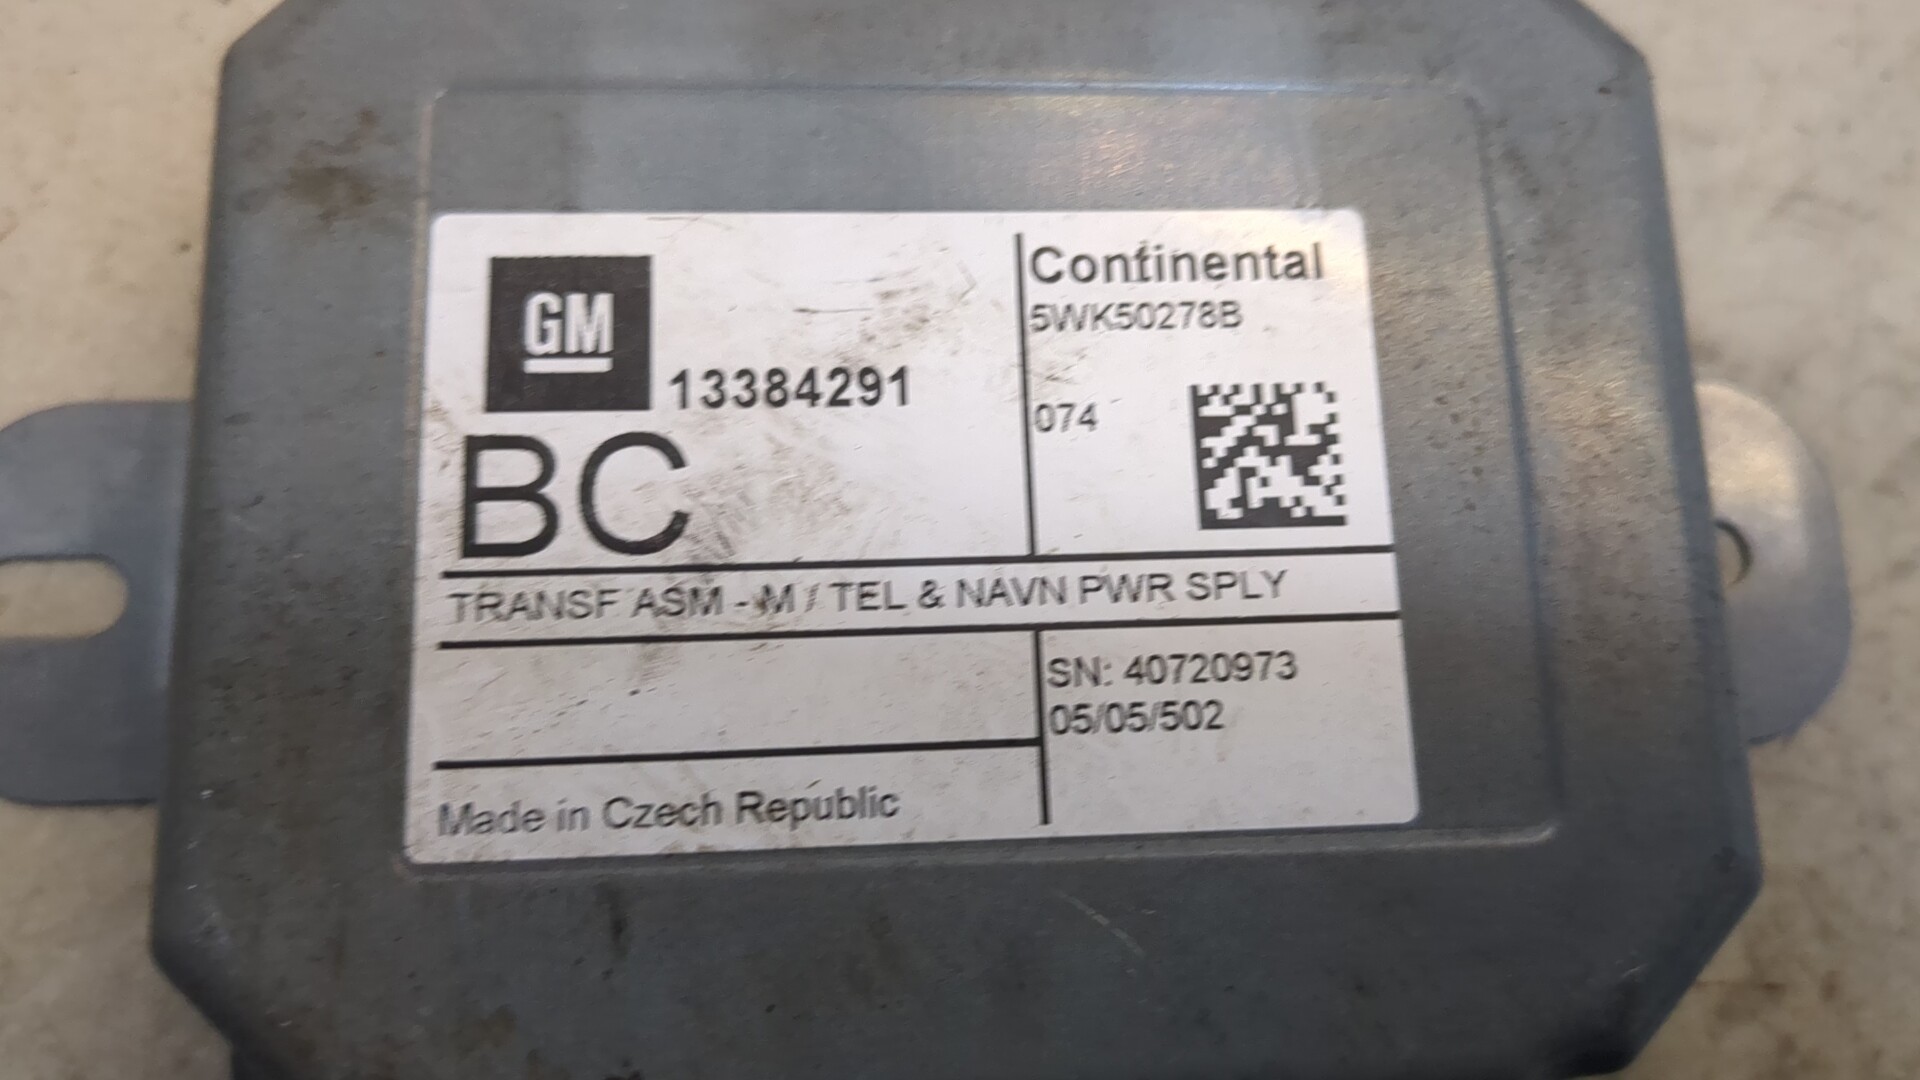 GM
13384291
BC
Continental
5WK50278B
074
TRANSF ASM - M / TEL & NAVN PWR SPLY
SN: 40720973
05/05/502
Made in Czech Republic